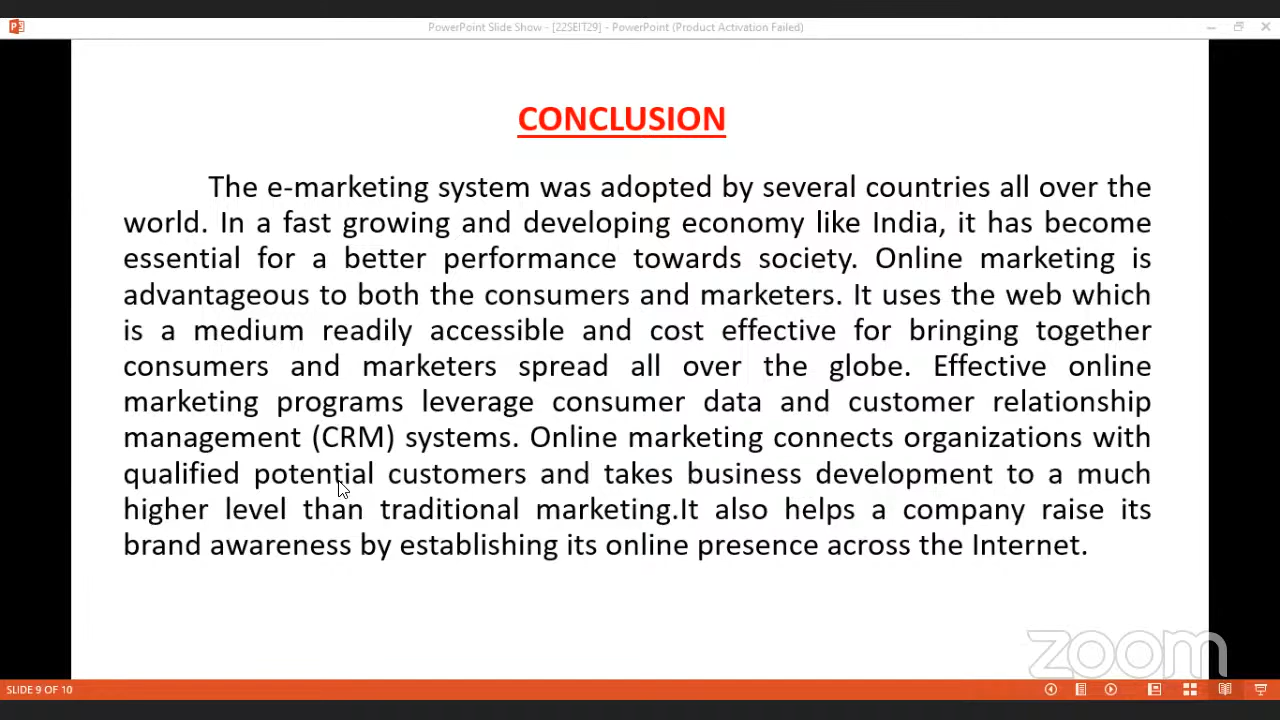 PowerPoint Slide Show - [22SEIT29] - PowerPoint (Product Activation Failed)
CONCLUSION
The e-marketing system was adopted by several countries all over the
world. In a fast growing and developing economy like India, it has become
essential for a better performance towards society. Online marketing is
advantageous to both the consumers and marketers. It uses the web which
is a medium readily accessible and cost effective for bringing together
consumers and marketers spread all over the globe. Effective online
marketing programs leverage consumer data and customer relationship
management (CRM) systems. Online marketing connects organizations with
qualified potential customers and takes business development to a much
higher level than traditional marketing.It also helps a company raise its
brand awareness by establishing its online presence across the Internet.
zoom
SLIDE 9 OF 10